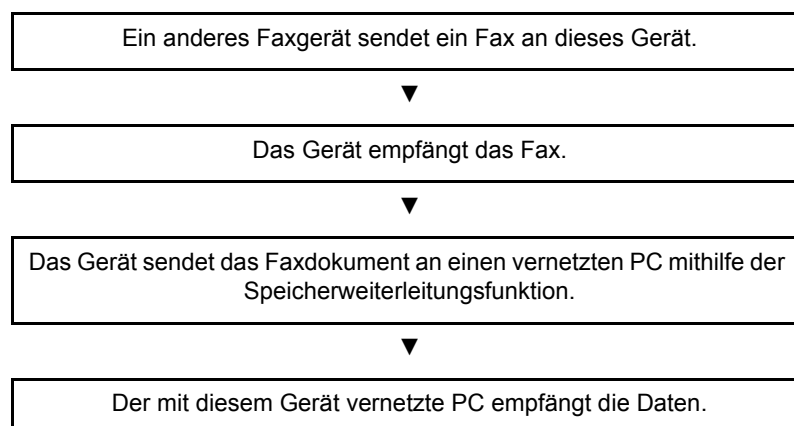 Ein anderes Faxgerät sendet ein Fax an dieses Gerät.
▼
Das Gerät empfängt das Fax.
▼
Das Gerät sendet das Faxdokument an einen vernetzten PC mithilfe der
Speicherweiterleitungsfunktion.
▼
Der mit diesem Gerät vernetzte PC empfängt die Daten.